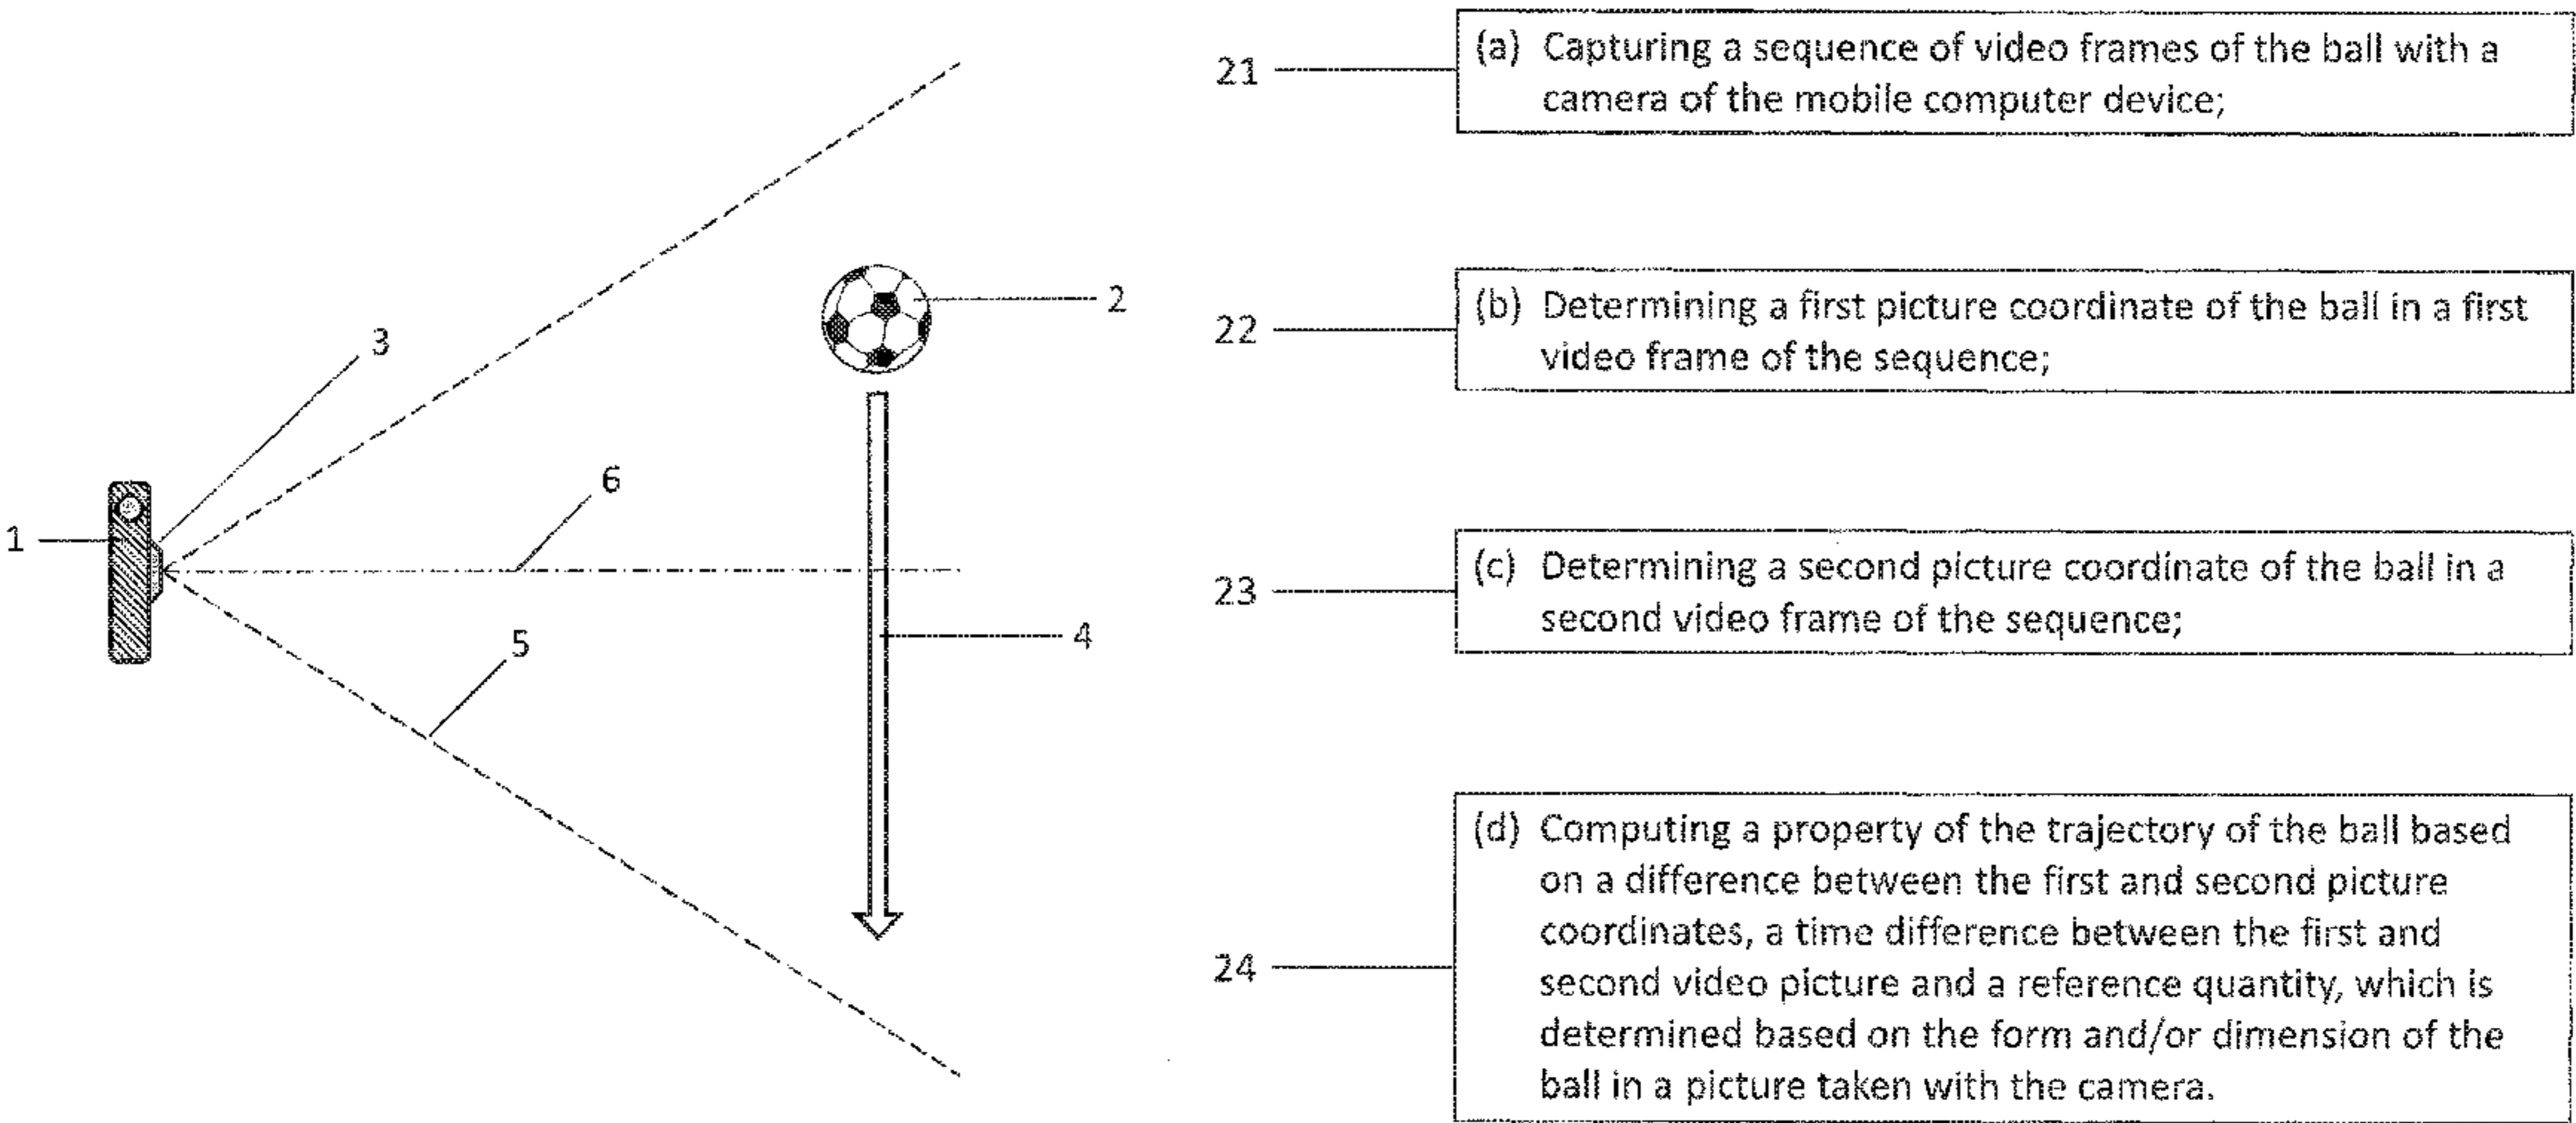 21
(a) Capturing a sequence of video frames of the ball with a
camera of the mobile computer device;
2
22
(b) Determining a first picture coordinate of the ball in a first
video frame of the sequence;
3
6
1
23
(c) Determining a second picture coordinate of the ball in a
second video frame of the sequence;
5
4
24
(d) Computing a property of the trajectory of the ball based
on a difference between the first and second picture
coordinates, a time difference between the first and
second video picture and a reference quantity, which is
determined based on the form and/or dimension of the
ball in a picture taken with the camera.